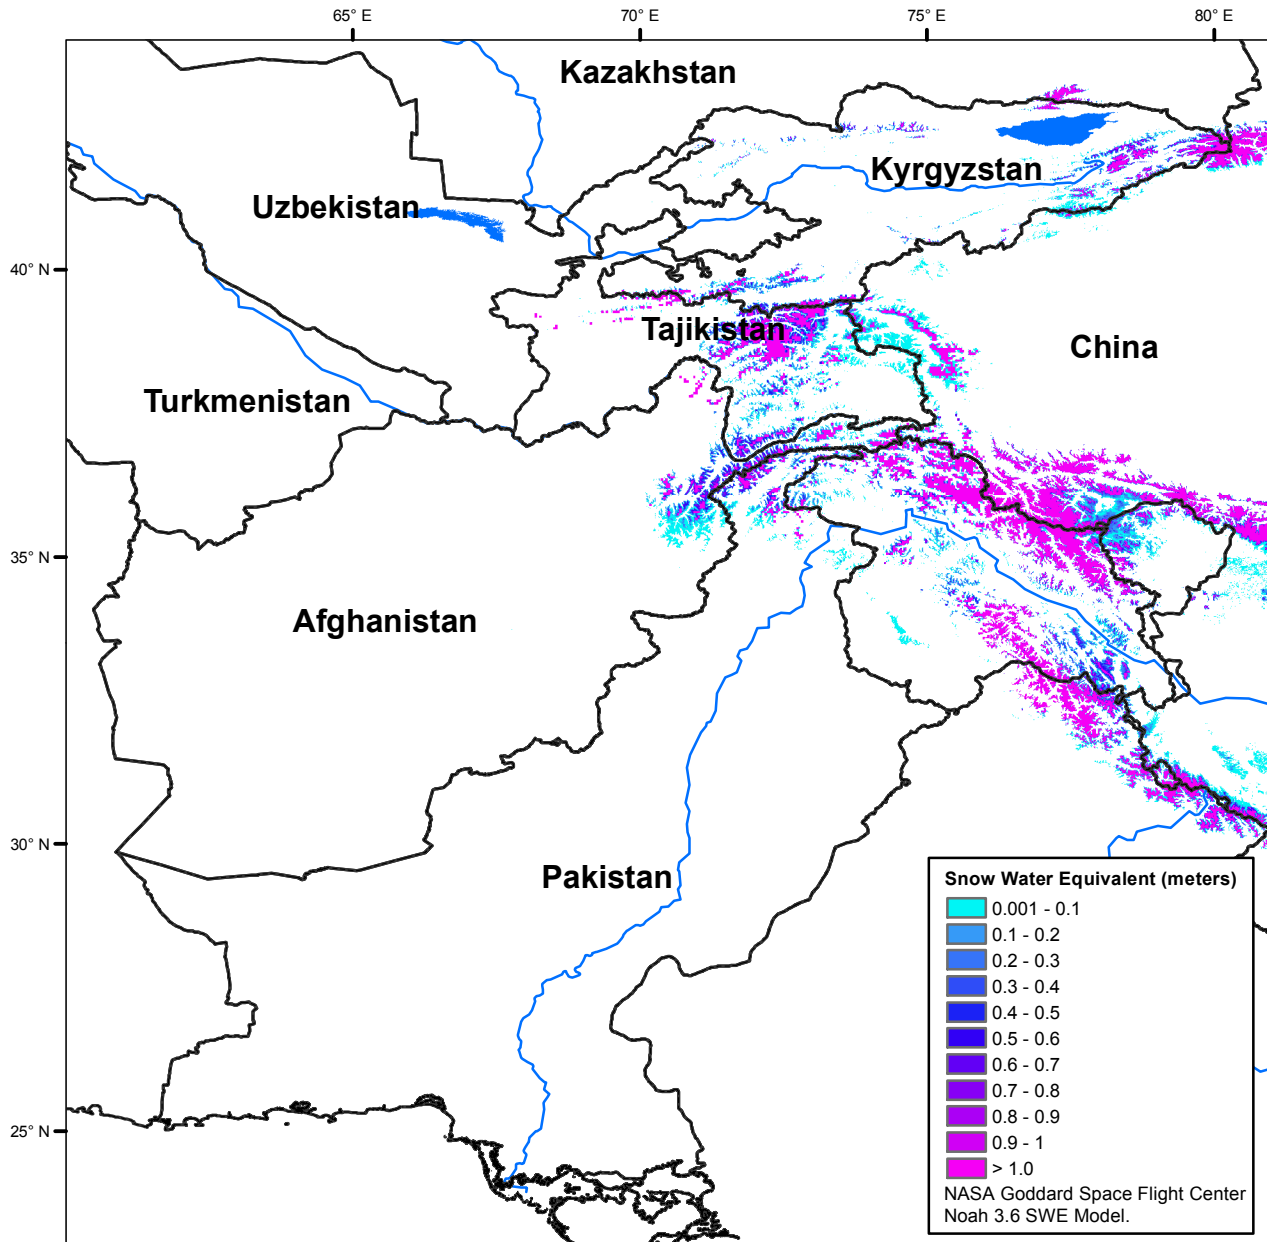 65° E
70° E
75° E
80° E
Kazakhstan
Kyrgyzstan
Uzbekistan
40° N
Tajikistan
China
Turkmenistan
35° N
Afghanistan
30° N
Pakistan
25° N
Snow Water Equivalent (meters)
0.001 - 0.1
0.1 - 0.2
0.2 - 0.3
0.3 - 0.4
0.4 - 0.5
0.5 - 0.6
0.6 - 0.7
0.7 - 0.8
0.8 - 0.9
0.9 - 1
> 1.0
NASA Goddard Space Flight Center
Noah 3.6 SWE Model.